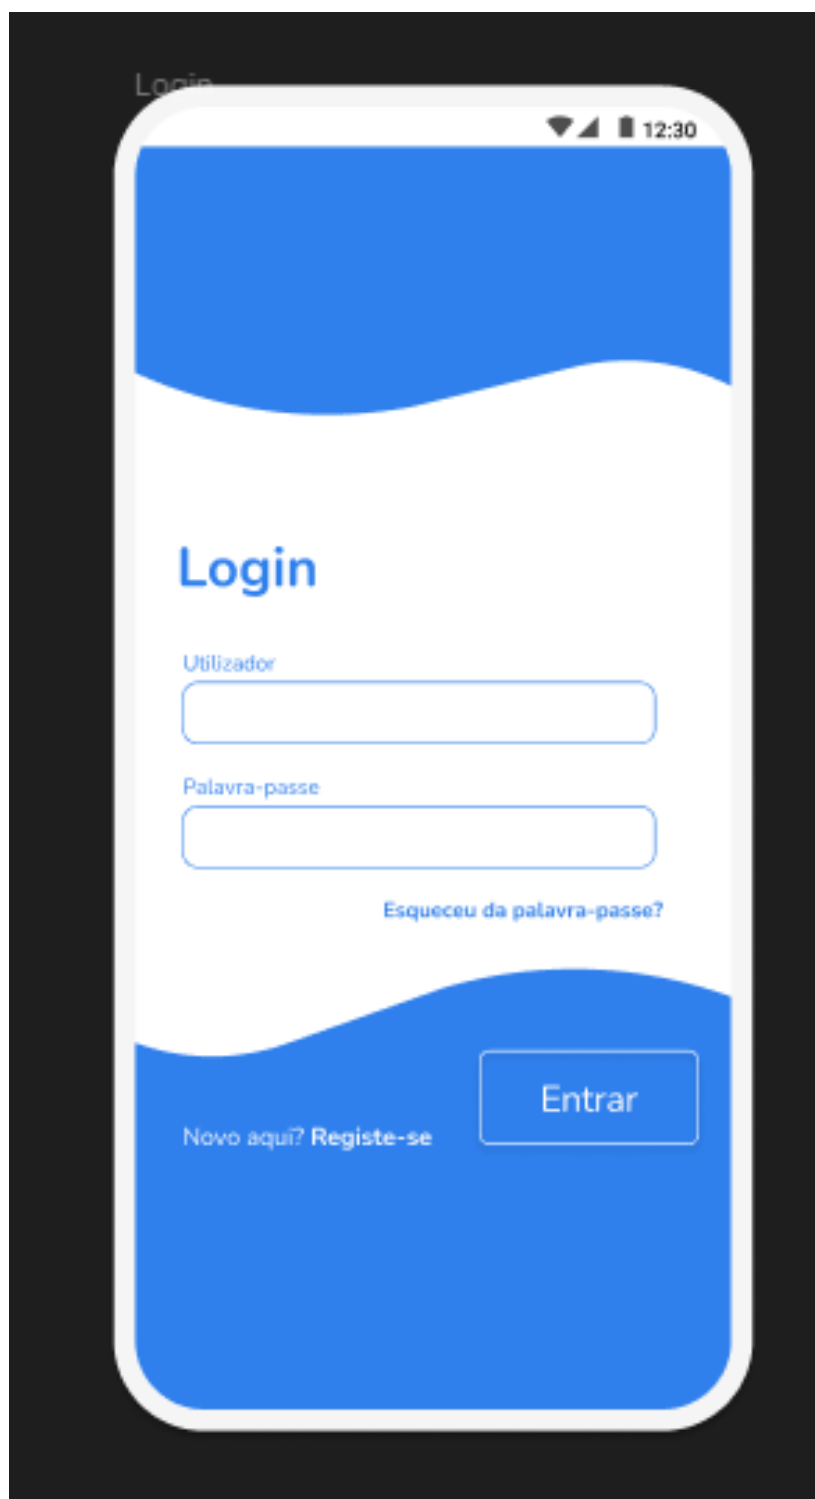 Login
12:30
Login
Utilizador
Palavra-passe
Esqueceu da palavra-passe?
Entrar
Novo aqui? Registe-se